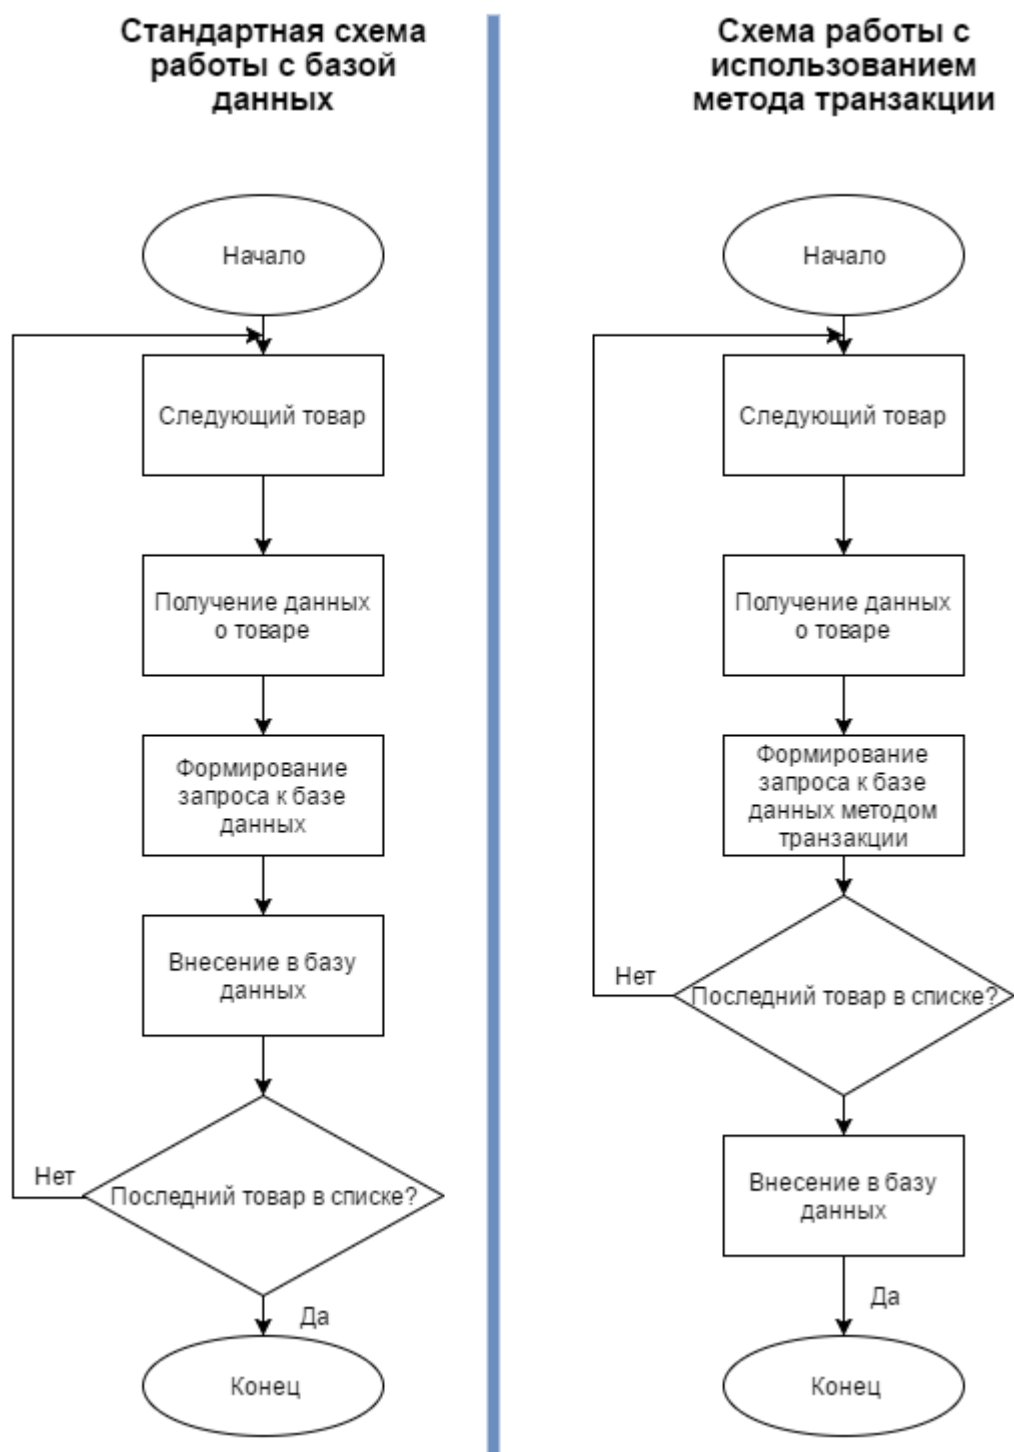 Стандартная схема
работы с базой
данных
Начало
Следующий товар
Получение данных
о товаре
Формирование
запроса к базе
данных
Внесение в базу
данных
Нет
Последний товар в списке?
Да
Конец
Схема работы с
использованием
метода транзакции
Начало
Следующий товар
Получение данных
о товаре
Формирование
запроса к базе
данных методом
транзакции
Нет
Последний товар в списке?
Внесение в базу
данных
Да
Конец